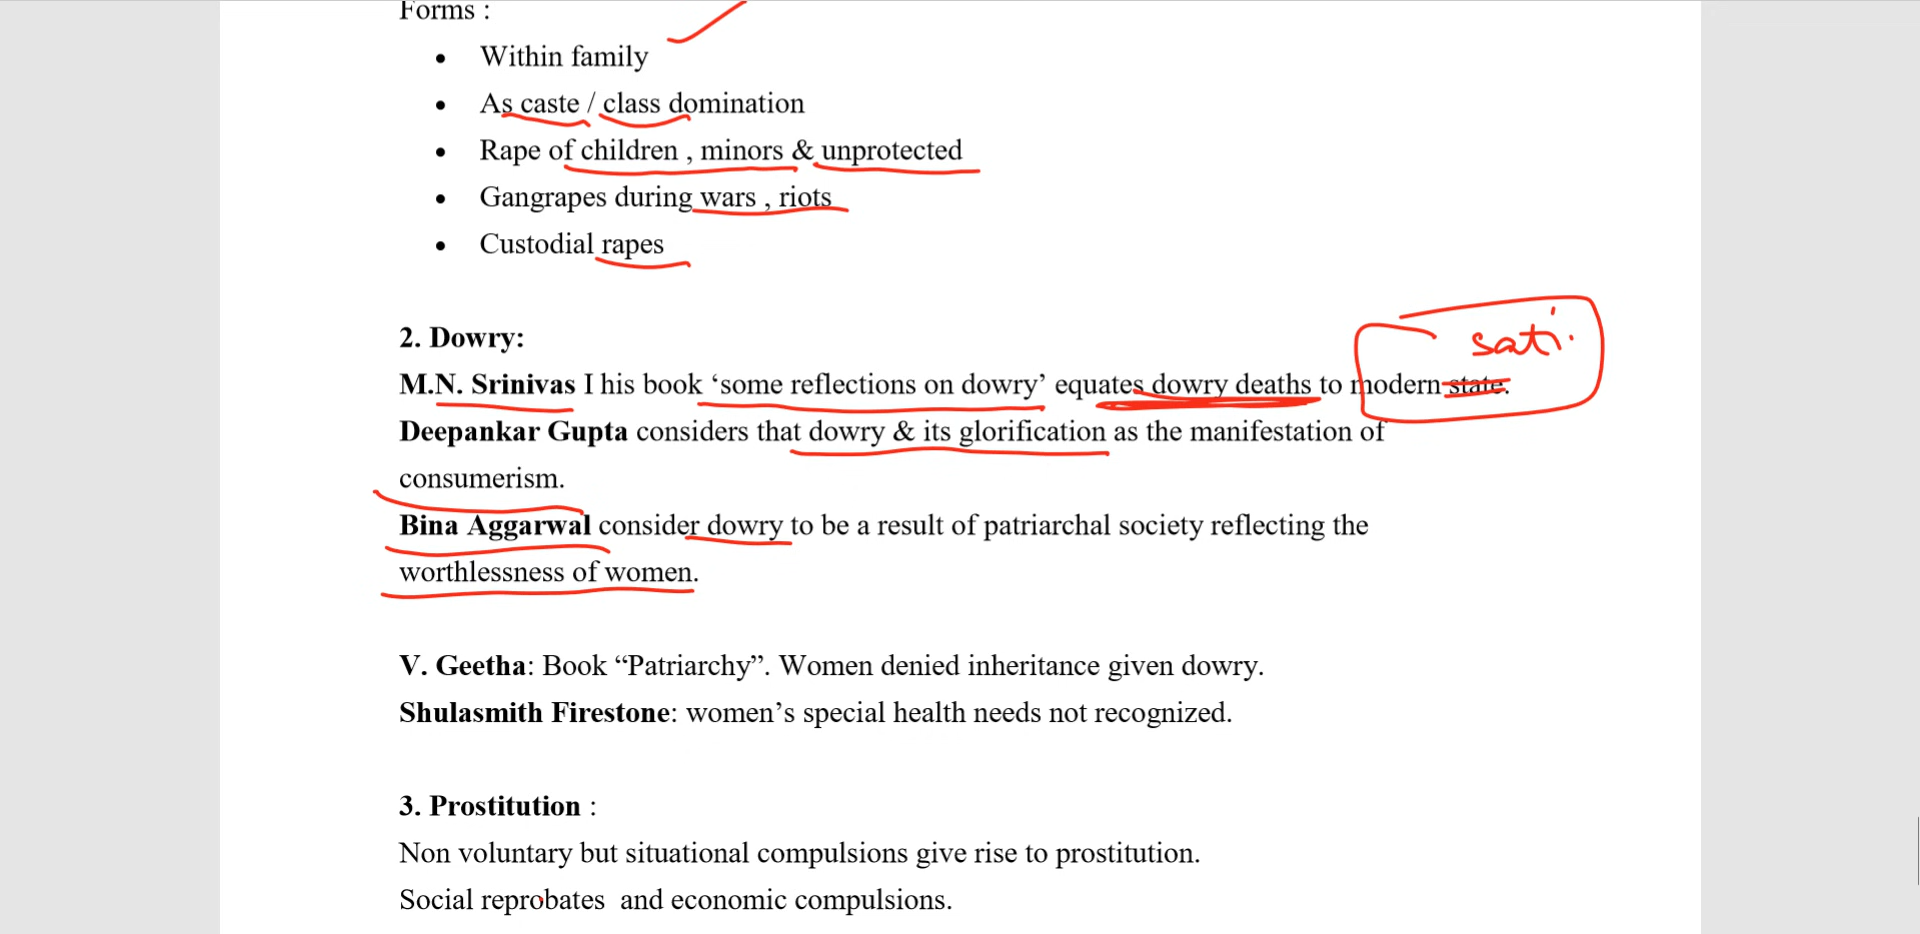 Forms :
• Within family
• As caste / class domination
• Rape of children , minors & unprotected
• Gangrapes during wars , riots
• Custodial rapes
2. Dowry:
sati.
M.N. Srinivas I his book ‘some reflections on dowry’ equates dowry deaths to modern state.
Deepankar Gupta considers that dowry & its glorification as the manifestation of
consumerism.
Bina Aggarwal consider dowry to be a result of patriarchal society reflecting the
worthlessness of women.
V. Geetha: Book “Patriarchy”. Women denied inheritance given dowry.
Shulasmith Firestone: women’s special health needs not recognized.
3. Prostitution :
Non voluntary but situational compulsions give rise to prostitution.
Social reprobates  and economic compulsions.